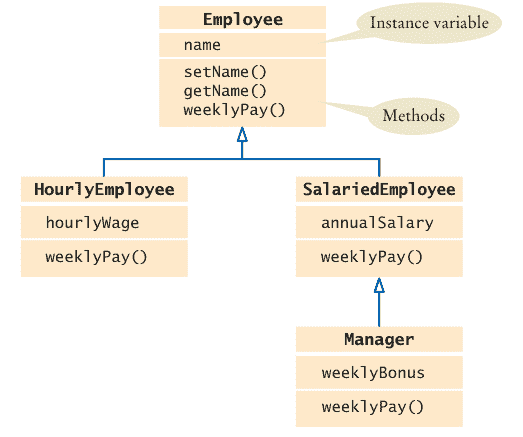 Employee
Instance variable
name
setName()
getName()
weeklyPay()
Methods
HourlyEmployee
hourlyWage
weeklyPay()
SalariedEmployee
annualSalary
weeklyPay()
Manager
weeklyBonus
weeklyPay()